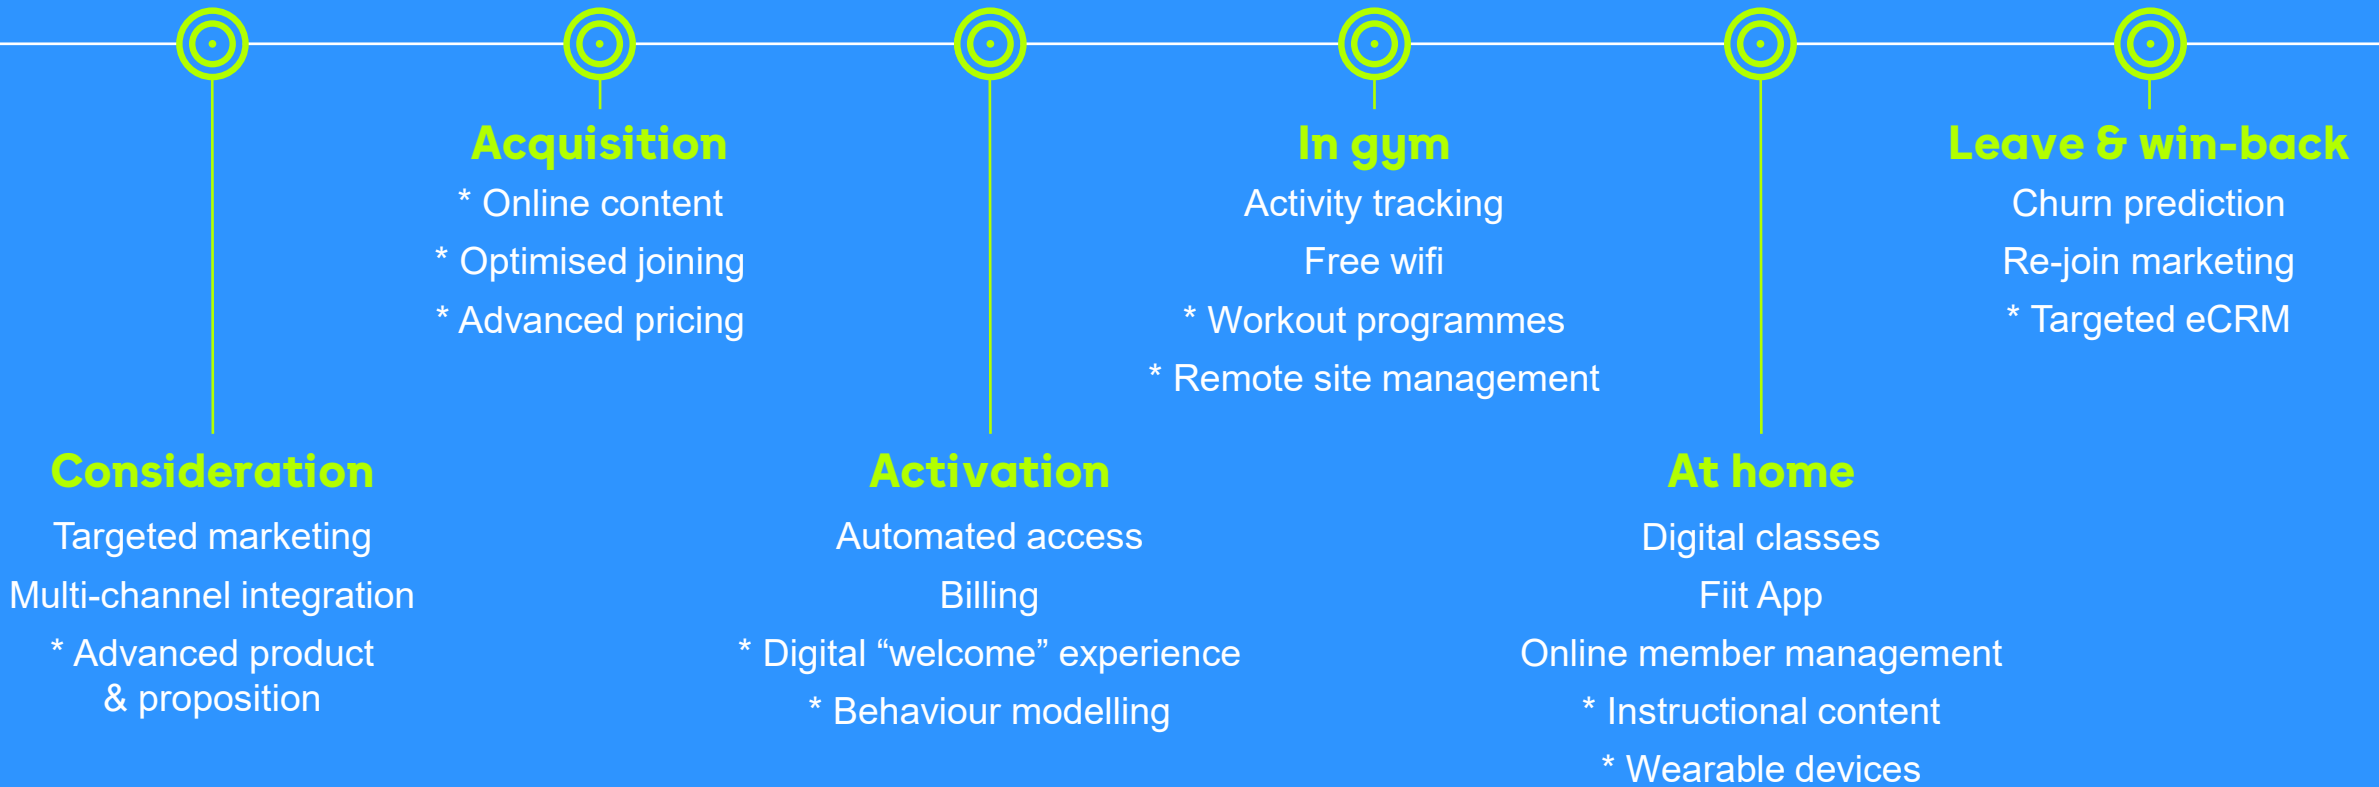 Consideration
Targeted marketing
Multi-channel integration
* Advanced product
& proposition
Acquisition
* Online content
* Optimised joining
* Advanced pricing
Activation
Automated access
Billing
* Digital “welcome” experience
* Behaviour modelling
In gym
Activity tracking
Free wifi
* Workout programmes
* Remote site management
At home
Digital classes
Fiit App
Online member management
* Instructional content
* Wearable devices
Leave & win-back
Churn prediction
Re-join marketing
* Targeted eCRM